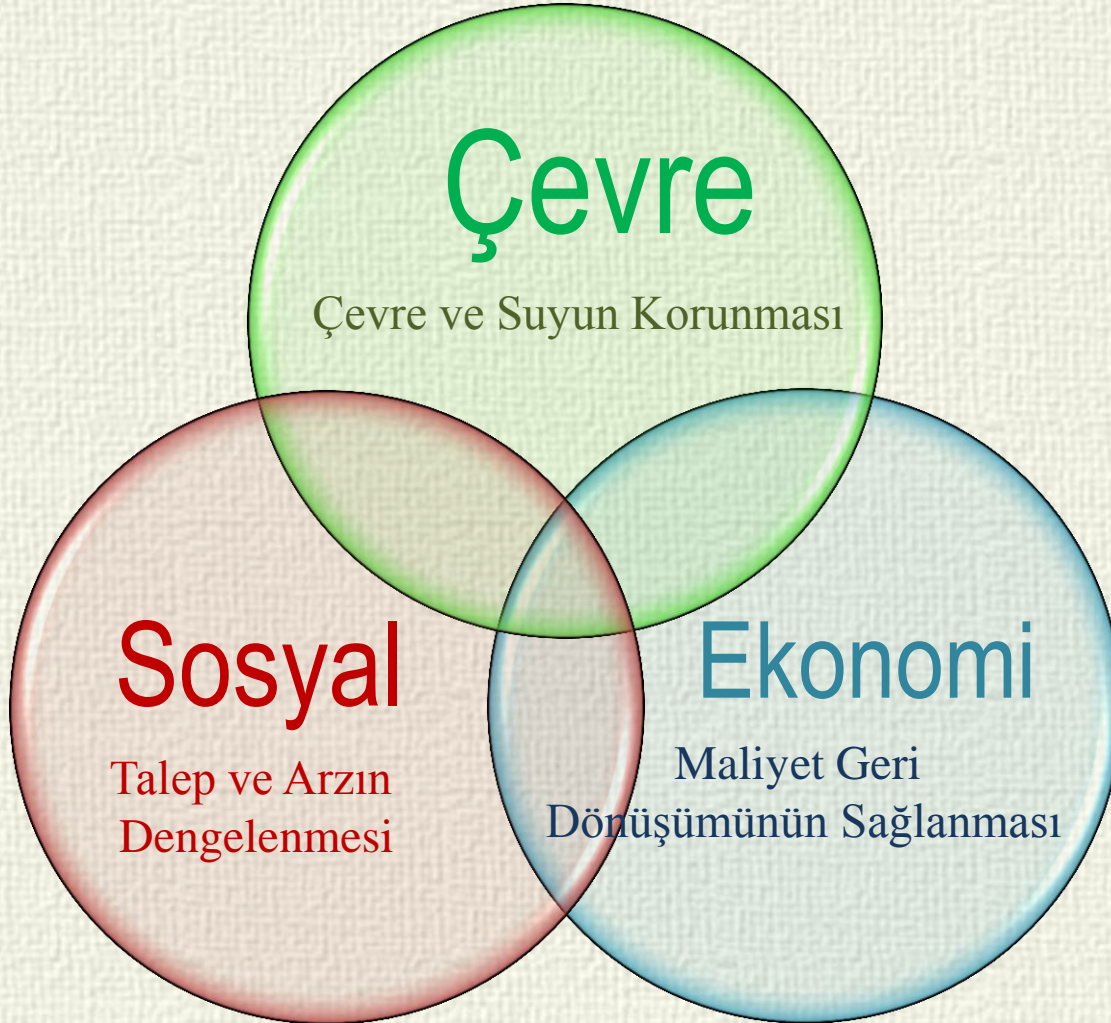 Çevre
Çevre ve Suyun Korunması
Sosyal
Talep ve Arzın
Dengelenmesi
Ekonomi
Maliyet Geri
Dönüşümünün Sağlanması